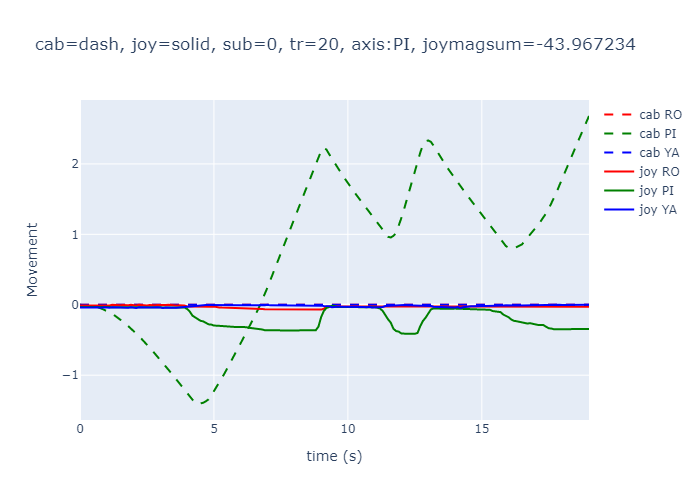 cab=dash, joy=solid, sub=0, tr=20, axis:PI, joymagsum=-43.967234
cab RO
cab PI
cab YA
joy RO
joy PI
joy YA
Movement
2
1
0
−1
0
5
10
15
time (s)